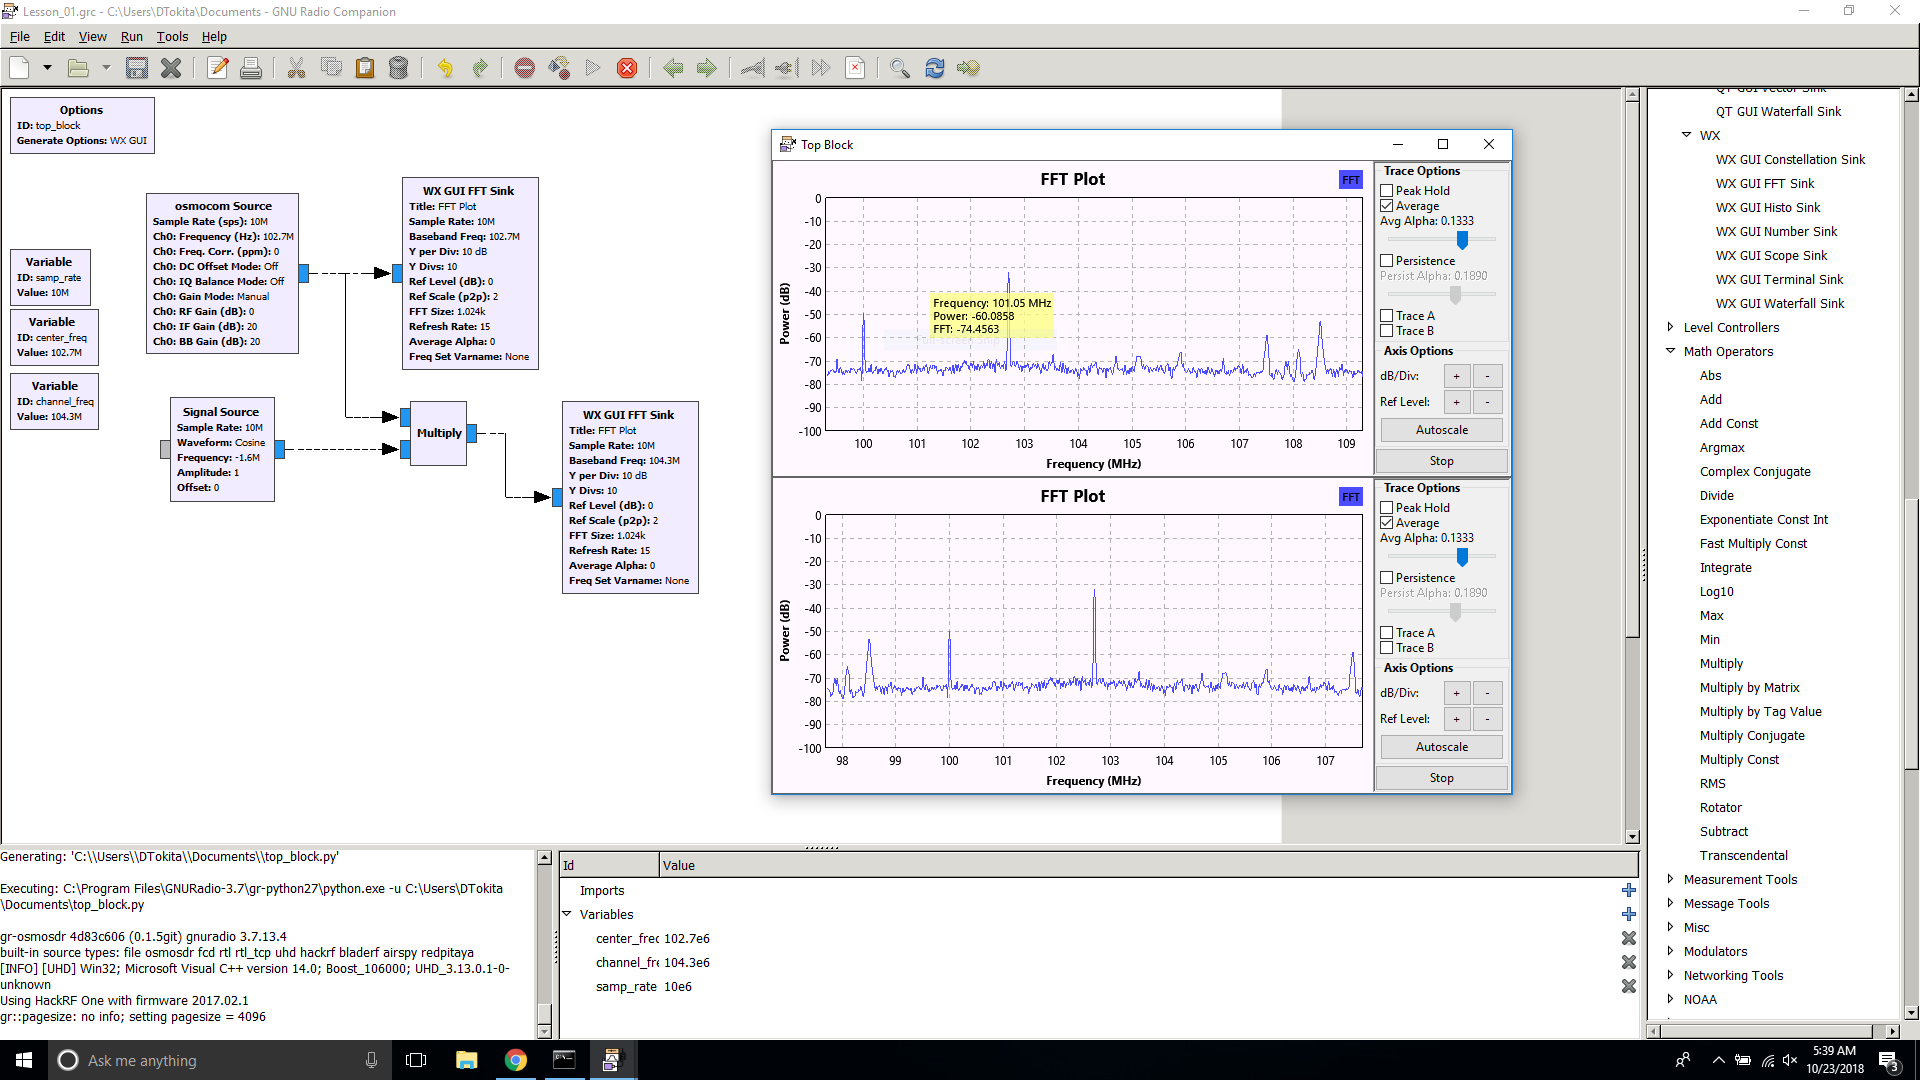 Lesson_01.grc - C:\Users\DTokita\Documents - GNU Radio Companion
File Edit View Run Tools Help
Options
ID: top_block
Generate Options: WX GUI
osmocom Source
Sample Rate (sps): 10M
Ch0: Frequency (Hz): 102.7M
Ch0: Freq. Corr. (ppm): 0
Ch0: DC Offset Mode: Off
Ch0: IQ Balance Mode: Off
Ch0: Gain Mode: Manual
Ch0: RF Gain (dB): 0
Ch0: IF Gain (dB): 20
Ch0: BB Gain (dB): 20
WX GUI FFT Sink
Title: FFT Plot
Sample Rate: 10M
Baseband Freq: 102.7M
Y per Div: 10 dB
Y Divs: 10
Ref Level (dB): 0
Ref Scale (p2p): 2
FFT Size: 1.024k
Refresh Rate: 15
Average Alpha: 0
Freq Set Varname: None
Variable
ID: samp_rate
Value: 10M
Variable
ID: center_freq
Value: 102.7M
Variable
ID: channel_freq
Value: 104.3M
Signal Source
Sample Rate: 10M
Waveform: Cosine
Frequency: -1.6M
Amplitude: 1
Offset: 0
Multiply
WX GUI FFT Sink
Title: FFT Plot
Sample Rate: 10M
Baseband Freq: 104.3M
Y per Div: 10 dB
Y Divs: 10
Ref Level (dB): 0
Ref Scale (p2p): 2
FFT Size: 1.024k
Refresh Rate: 15
Average Alpha: 0
Freq Set Varname: None
Top Block
FFT Plot
FFT
0
-10
-20
-30
-40
-50
-60
-70
-80
-90
-100
Power (dB)
Frequency: 101.05 MHz
Power: -60.0858
FFT: -74.4563
100 101 102 103 104 105 106 107 108 109
Frequency (MHz)
Trace Options
Peak Hold
Average
Avg Alpha: 0.1333
Persistence
Persist Alpha: 0.1890
Trace A
Trace B
Axis Options
dB/Div: + -
Ref Level: + -
Autoscale
Stop
FFT Plot
FFT
0
-10
-20
-30
-40
-50
-60
-70
-80
-90
-100
Power (dB)
98 99 100 101 102 103 104 105 106 107
Frequency (MHz)
Trace Options
Peak Hold
Average
Avg Alpha: 0.1333
Persistence
Persist Alpha: 0.1890
Trace A
Trace B
Axis Options
dB/Div: + -
Ref Level: + -
Autoscale
Stop
QT GUI Vector Sink
QT GUI Waterfall Sink
WX
WX GUI Constellation Sink
WX GUI FFT Sink
WX GUI Histo Sink
WX GUI Number Sink
WX GUI Scope Sink
WX GUI Terminal Sink
WX GUI Waterfall Sink
Level Controllers
Math Operators
Abs
Add
Add Const
Argmax
Complex Conjugate
Divide
Exponentiate Const Int
Fast Multiply Const
Integrate
Log10
Max
Min
Multiply
Multiply by Matrix
Multiply by Tag Value
Multiply Conjugate
Multiply Const
RMS
Rotator
Subtract
Transcendental
Measurement Tools
Message Tools
Misc
Modulators
Networking Tools
NOAA
Generating: 'C:\\Users\\DTokita\\Documents\\top_block.py'
Executing: C:\Program Files\GNURadio-3.7\gr-python27\python.exe -u C:\Users\DTokita
\Documents\top_block.py
gr-osmosdr 4d83c606 (0.1.5git) gnuradio 3.7.13.4
built-in source types: file osmosdr fcd rtl rtl_tcp uhd hackrf bladerf airspy redpitaya
[INFO] [UHD] Win32; Microsoft Visual C++ version 14.0; Boost_106000; UHD_3.13.0.1-0-
unknown
Using HackRF One with firmware 2017.02.1
gr::pagesize: no info; setting pagesize = 4096
Id Value
Imports
Variables
center_frec 102.7e6
channel_fre 104.3e6
samp_rate 10e6
Ask me anything
5:39 AM
10/23/2018
3